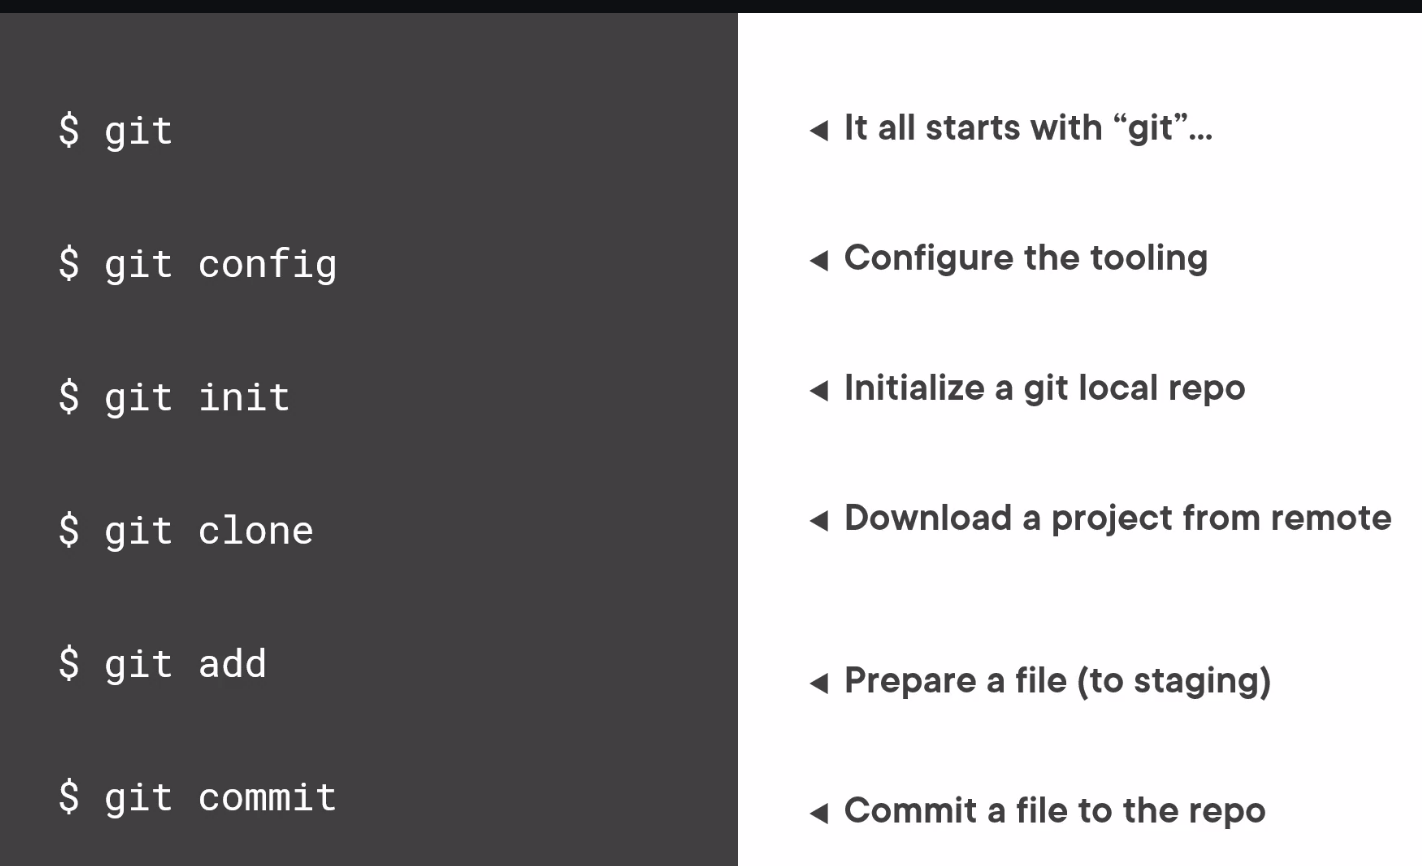 $ git
◀ It all starts with “git”...
$ git config
◀ Configure the tooling
$ git init
◀ Initialize a git local repo
$ git clone
◀ Download a project from remote
$ git add
◀ Prepare a file (to staging)
$ git commit
◀ Commit a file to the repo